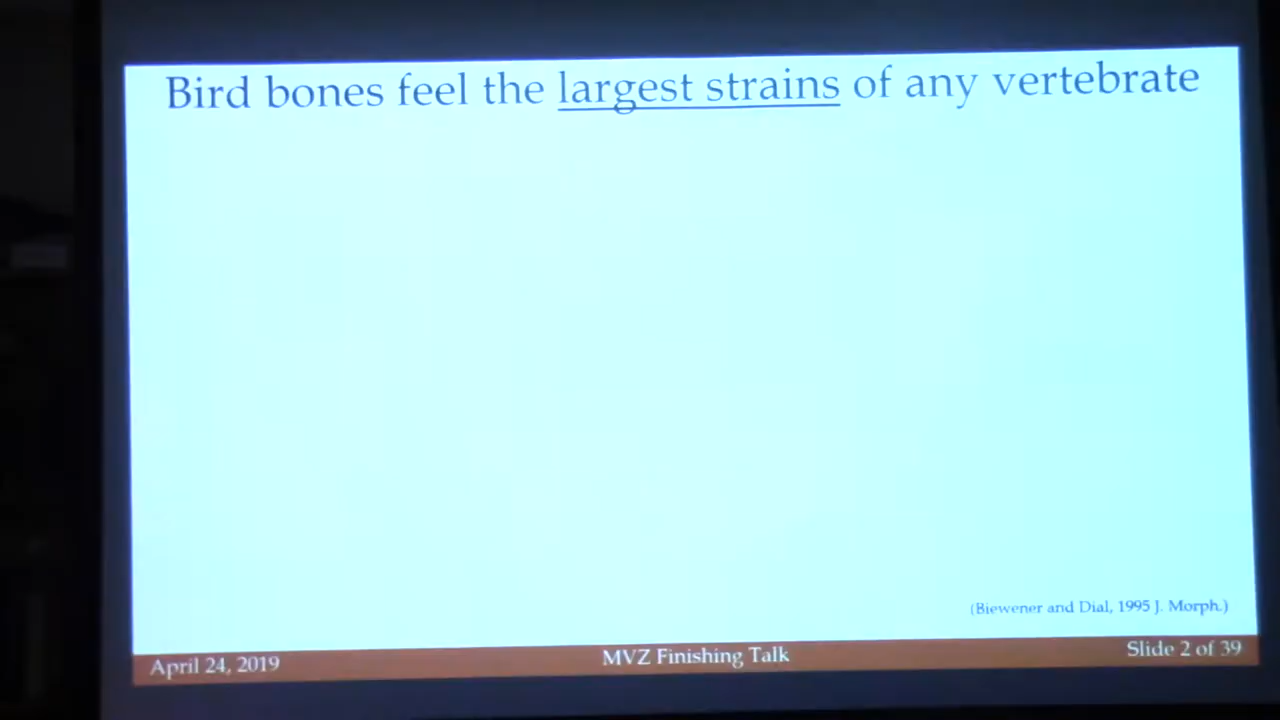 Bird bones feel the largest strains of any vertebrate
(Biewener and Dial, 1995 J. Morph.)
April 24, 2019
MVZ Finishing Talk
Slide 2 of 39